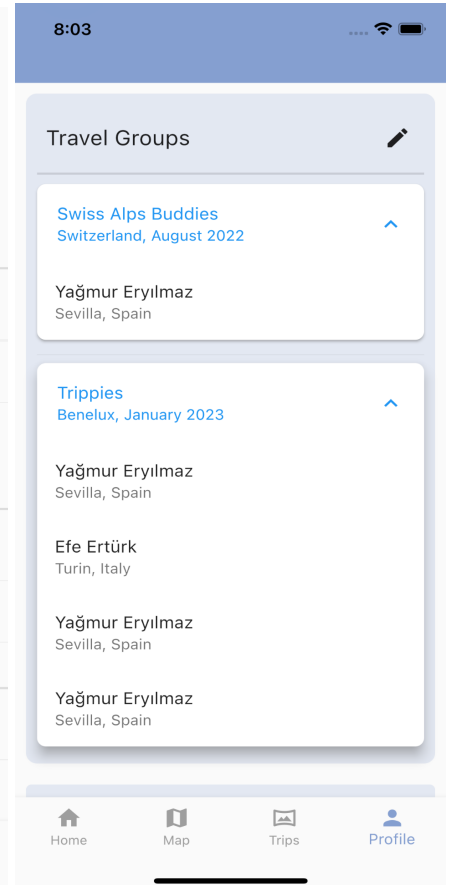 8:03
Travel Groups
Swiss Alps Buddies
Switzerland, August 2022
Yağmur Eryılmaz
Sevilla, Spain
Trippies
Benelux, January 2023
Yağmur Eryılmaz
Sevilla, Spain
Efe Ertürk
Turin, Italy
Yağmur Eryılmaz
Sevilla, Spain
Yağmur Eryılmaz
Sevilla, Spain
Home Map Trips Profile